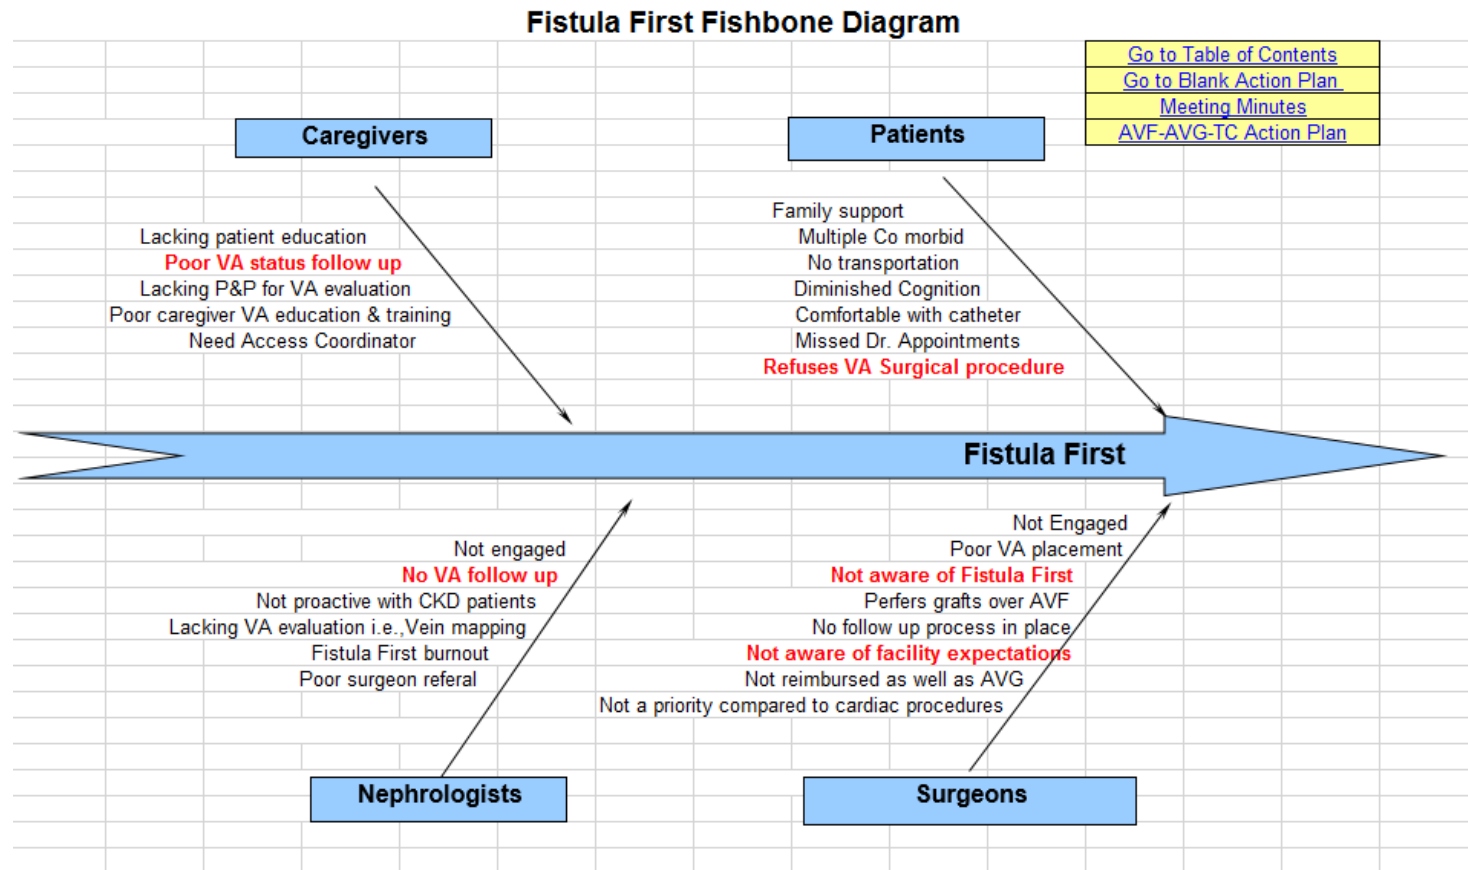 Fistula First Fishbone Diagram
Go to Table of Contents
Go to Blank Action Plan
Meeting Minutes
AVF-AVG-TC Action Plan
Caregivers
Lacking patient education
Poor VA status follow up
Lacking P&P for VA evaluation
Poor caregiver VA education & training
Need Access Coordinator
Patients
Family support
Multiple Co morbid
No transportation
Diminished Cognition
Comfortable with catheter
Missed Dr. Appointments
Refuses VA Surgical procedure
Fistula First
Not engaged
No VA follow up
Not proactive with CKD patients
Lacking VA evaluation i.e.,Vein mapping
Fistula First burnout
Poor surgeon referal
Nephrologists
Not Engaged
Poor VA placement
Not aware of Fistula First
Perfers grafts over AVF
No follow up process in place
Not aware of facility expectations
Not reimbursed as well as AVG
Not a priority compared to cardiac procedures
Surgeons